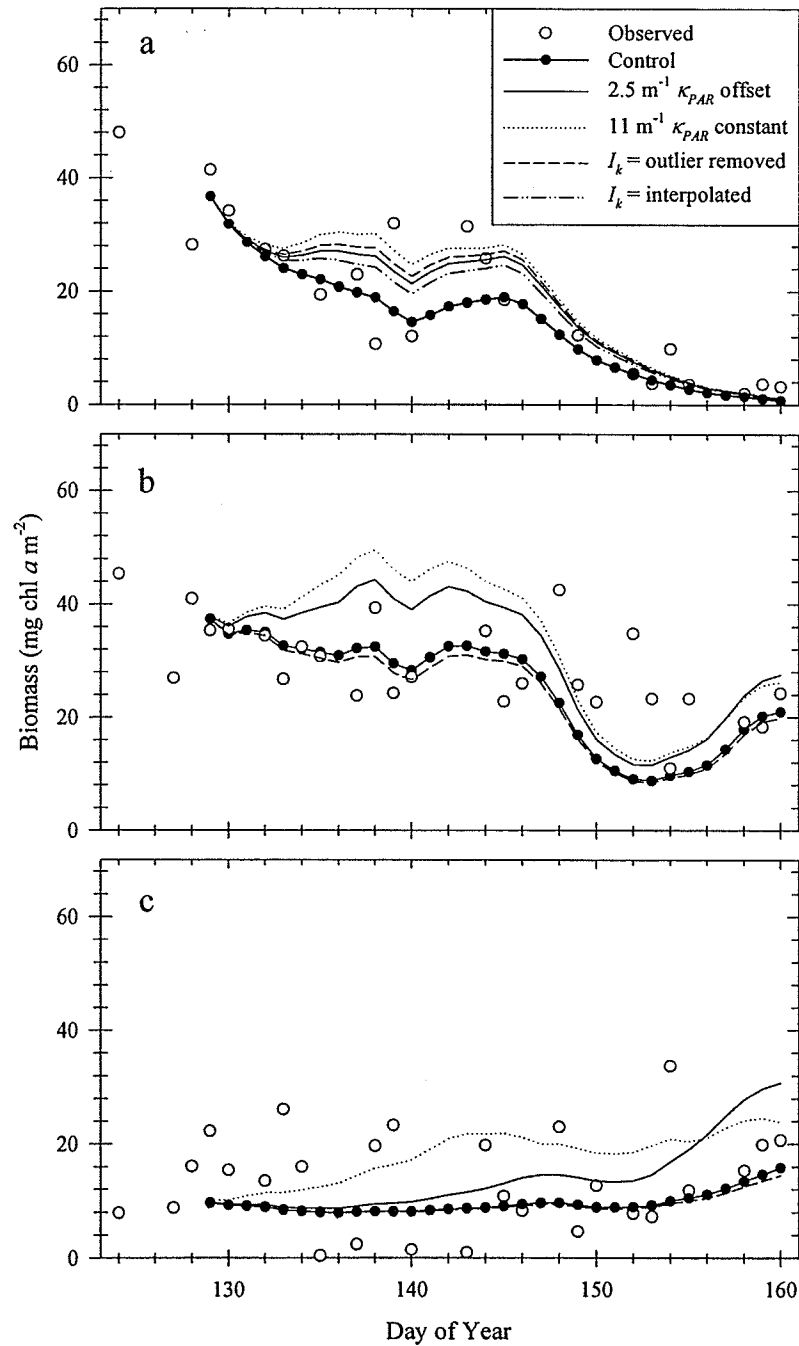 a
Observed
Control
2.5 m⁻¹ κPAR offset
11 m⁻¹ κPAR constant
Ik = outlier removed
Ik = interpolated
60
40
20
0
b
60
40
20
0
Biomass (mg chl a m⁻²)
c
60
40
20
0
130
140
150
160
Day of Year